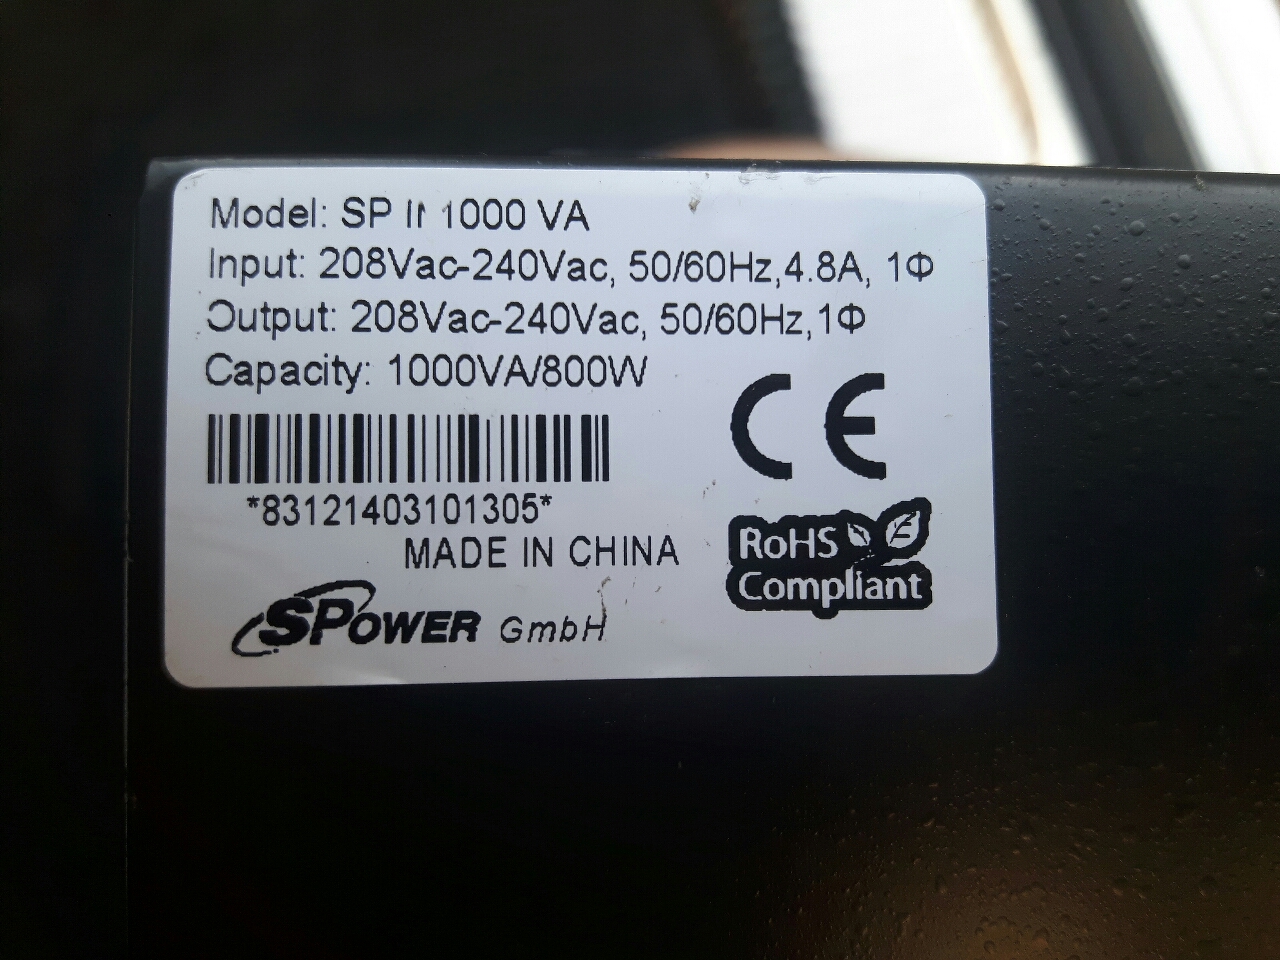 Model: SP II 1000 VA
Input: 208Vac-240Vac, 50/60Hz,4.8A, 1Φ
Output: 208Vac-240Vac, 50/60Hz,1Φ
Capacity: 1000VA/800W
CE
*83121403101305*
MADE IN CHINA
RoHS
Compliant
SPOWER GmbH